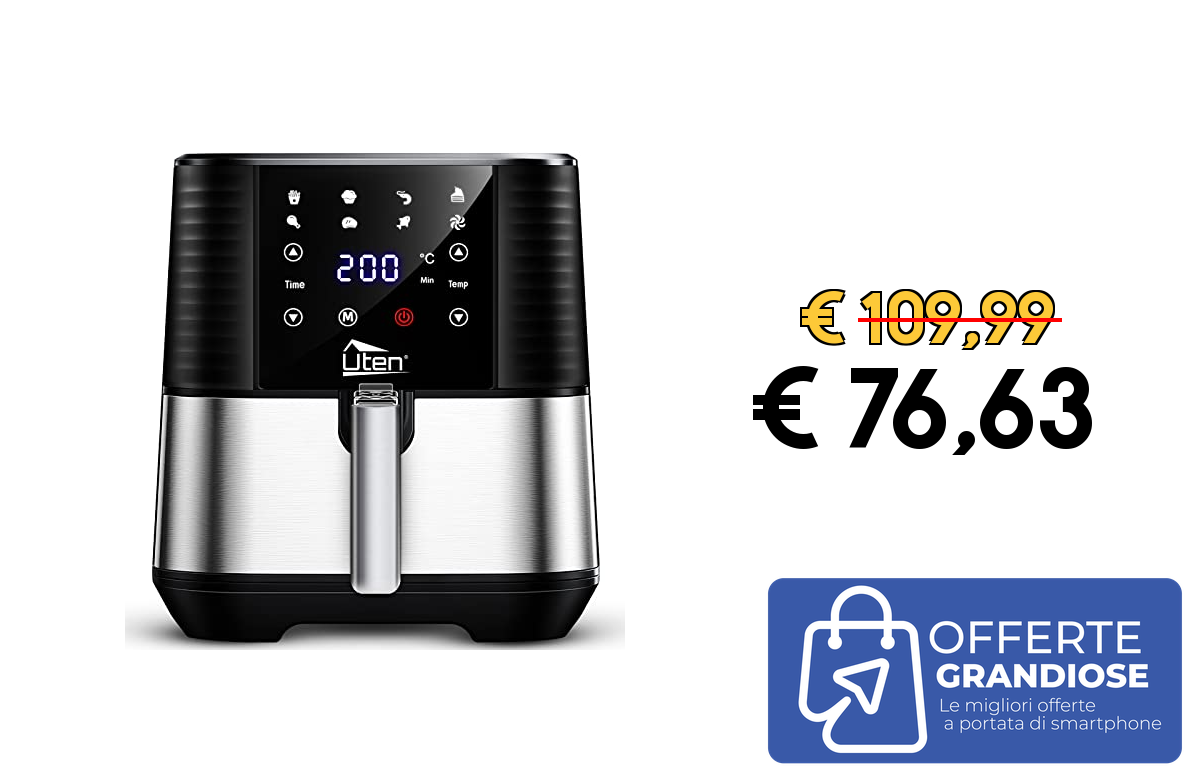 200
°C
Min
Time
Temp
M
Uten®
€ 109,99
€ 76,63
OFFERTE
GRANDIOSE
Le migliori offerte
a portata di smartphone